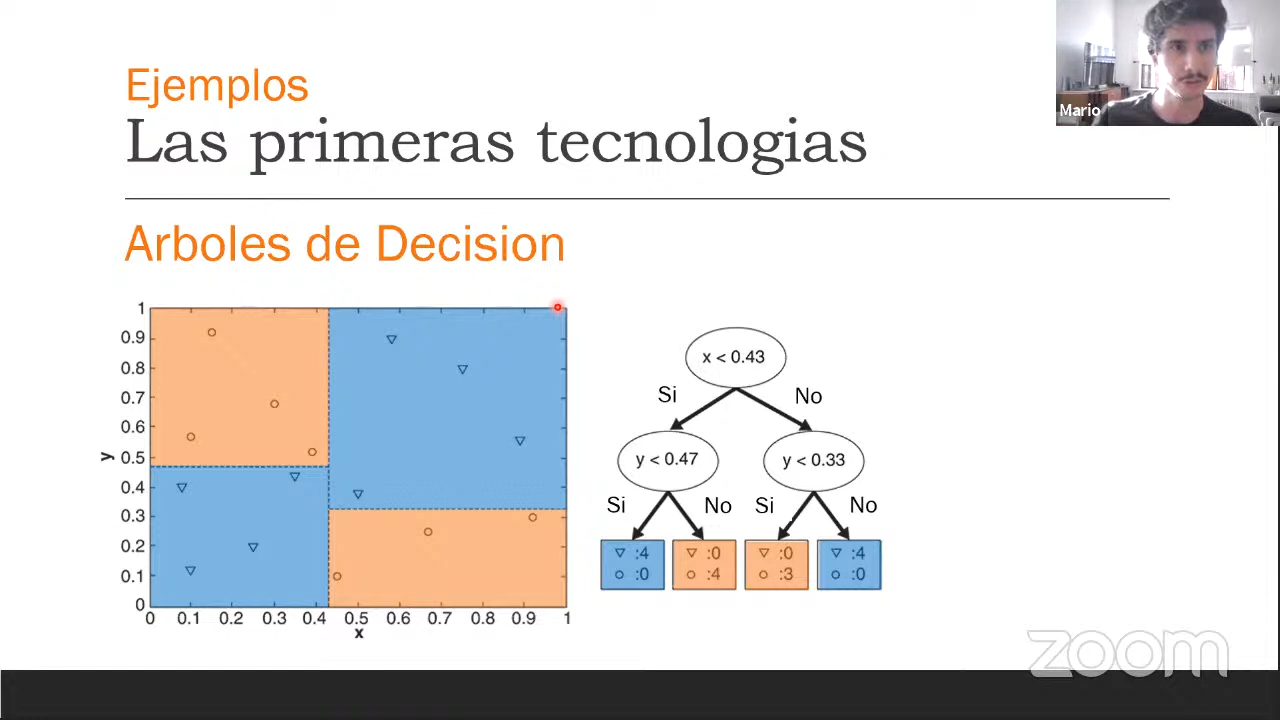 Ejemplos
Las primeras tecnologias
Mario
Arboles de Decision
1
0.9
0.8
0.7
0.6
0.5
0.4
0.3
0.2
0.1
0
y
0 0.1 0.2 0.3 0.4 0.5 0.6 0.7 0.8 0.9 1
x
x < 0.43
Si No
y < 0.47 y < 0.33
Si No Si No
▽ :4 ▽ :0 ▽ :0 ▽ :4
○ :0 ○ :4 ○ :3 ○ :0
zoom